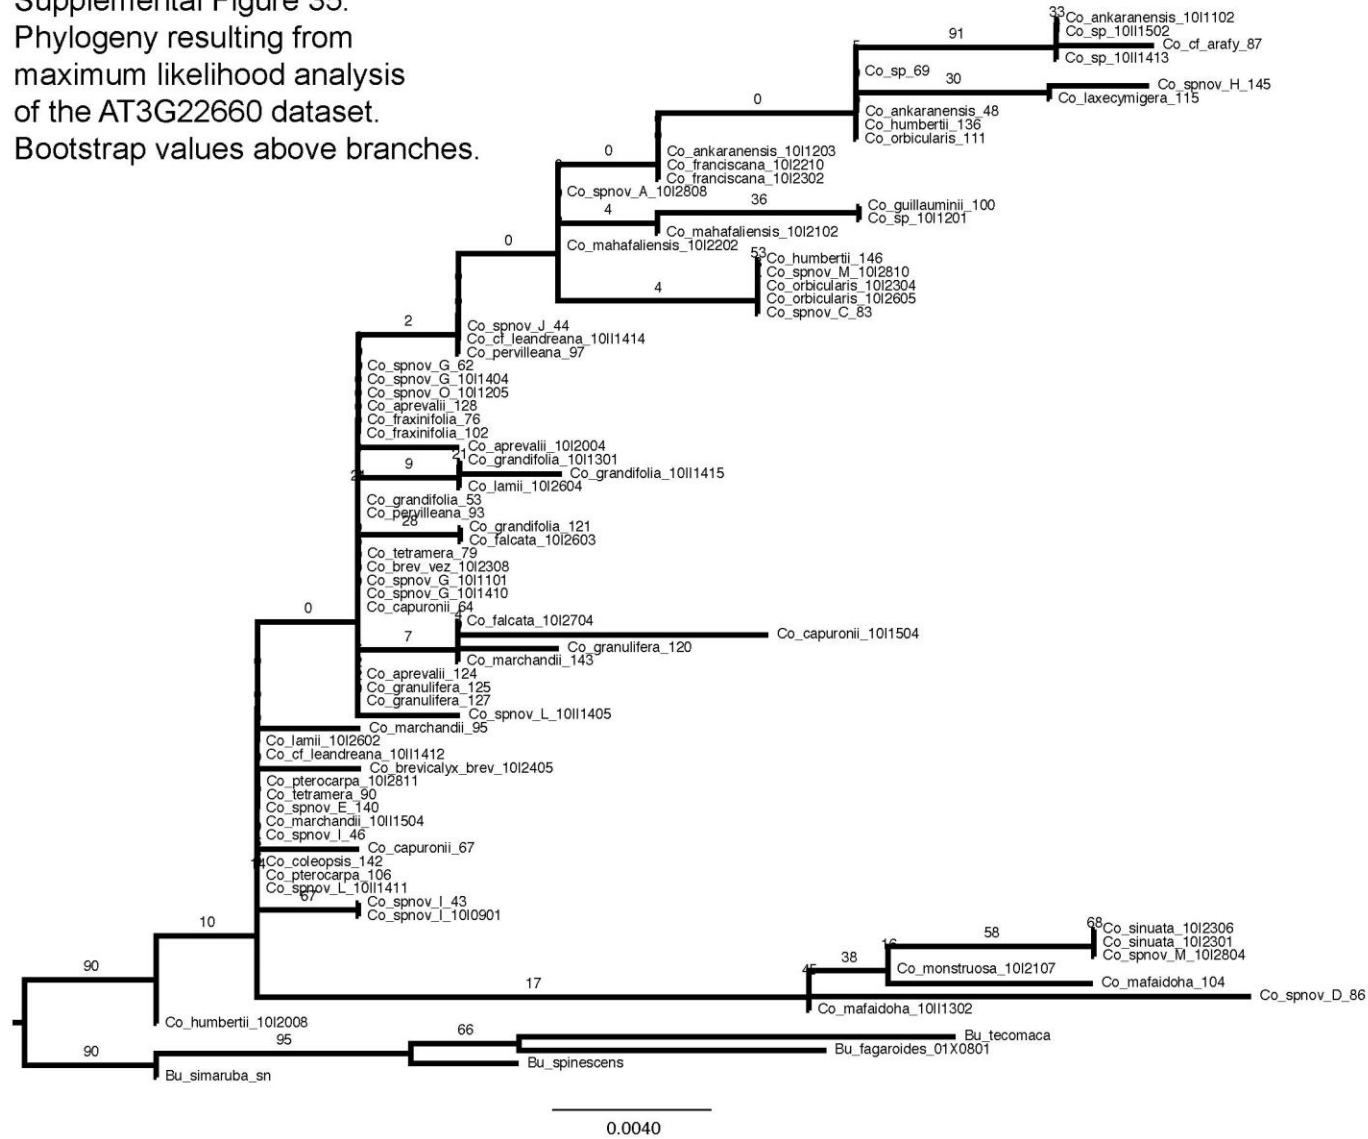 Supplemental Figure 35.
Phylogeny resulting from
maximum likelihood analysis
of the AT3G22660 dataset.
Bootstrap values above branches.
33
Co_ankaranensis_10I1102
Co_sp_10II1502
91
Co_cf_arafy_87
Co_sp_10II1413
Co_sp_69
30
Co_spnov_H_145
Co_laxecymigera_115
0
Co_ankaranensis_48
Co_humbertii_136
Co_orbicularis_111
0
Co_ankaranensis_10I1203
Co_franciscana_10I2210
Co_franciscana_10I2302
Co_spnov_A_10I2808
36
Co_guillauminii_100
Co_sp_10I1201
4
Co_mahafaliensis_10I2102
0
Co_mahafaliensis_10I2202
53
Co_humbertii_146
Co_spnov_M_10I2810
Co_orbicularis_10I2304
4
Co_orbicularis_10I2605
Co_spnov_C_83
2
Co_spnov_J_44
Co_cf_leandreana_10II1414
Co_pervilleana_97
Co_spnov_G_62
Co_spnov_G_10I1404
Co_spnov_O_10I1205
Co_aprevalii_128
Co_fraxinifolia_76
Co_fraxinifolia_102
Co_aprevalii_10I2004
21
Co_grandifolia_10I1301
9
Co_grandifolia_10II1415
Co_lamii_10I2604
Co_grandifolia_53
Co_pervilleana_93
28
Co_grandifolia_121
Co_falcata_10I2603
Co_tetramera_79
Co_brev_vez_10I2308
Co_spnov_G_10I1101
Co_spnov_G_10I1410
Co_capuronii_64
0
Co_falcata_10I2704
Co_capuronii_10I1504
7
Co_granulifera_120
Co_marchandii_143
Co_aprevalii_124
Co_granulifera_125
Co_granulifera_127
Co_spnov_L_10II1405
Co_marchandii_95
Co_lamii_10I2602
Co_cf_leandreana_10II1412
Co_brevicalyx_brev_10I2405
Co_pterocarpa_10I2811
Co_tetramera_90
Co_spnov_E_140
Co_marchandii_10II1504
Co_spnov_I_46
Co_capuronii_67
14
Co_coleopsis_142
Co_pterocarpa_106
Co_spnov_L_10II1411
67
Co_spnov_I_43
Co_spnov_I_10I0901
10
68
Co_sinuata_10I2306
58
Co_sinuata_10I2301
16
Co_spnov_M_10I2804
38
Co_monstruosa_10I2107
45
Co_mafaidoha_104
90
17
Co_spnov_D_86
Co_mafaidoha_10II1302
Co_humbertii_10I2008
66
Bu_tecomaca
95
Bu_fagaroides_01X0801
90
Bu_spinescens
Bu_simaruba_sn
0.0040